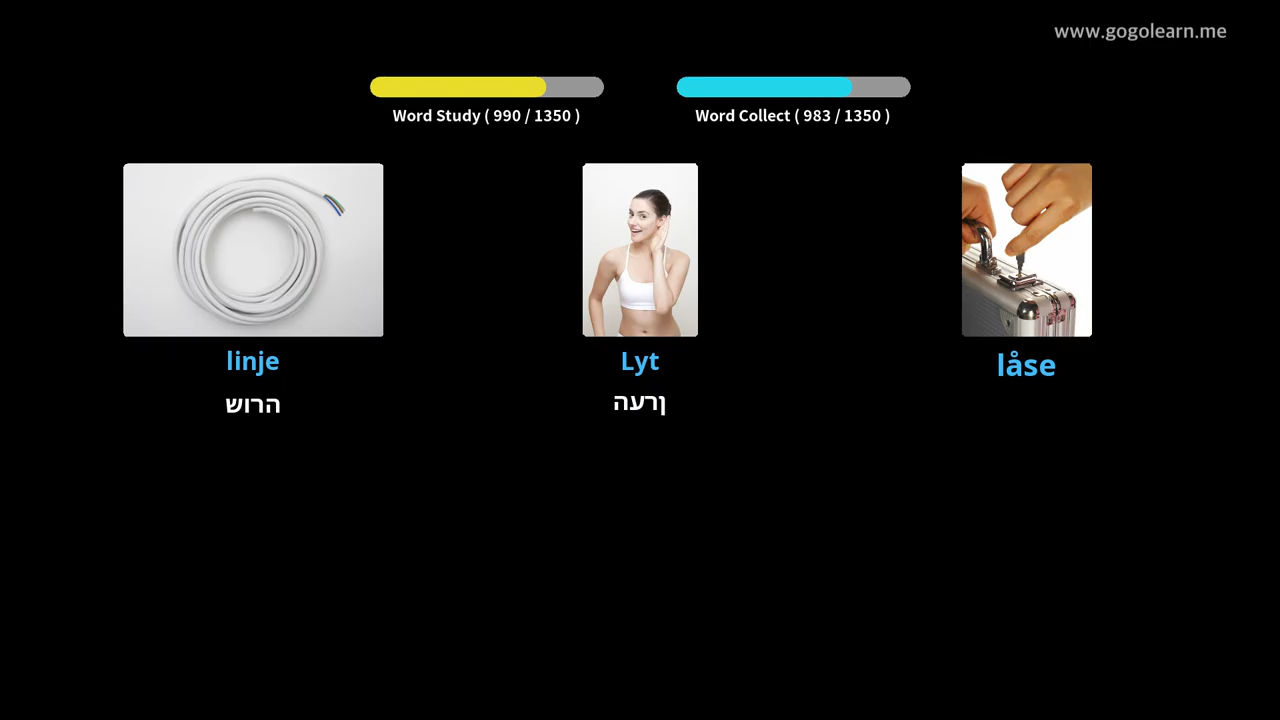 www.gogolearn.me
Word Study ( 990 / 1350 )
Word Collect ( 983 / 1350 )
linje
הרוש
Lyt
ןרעה
låse